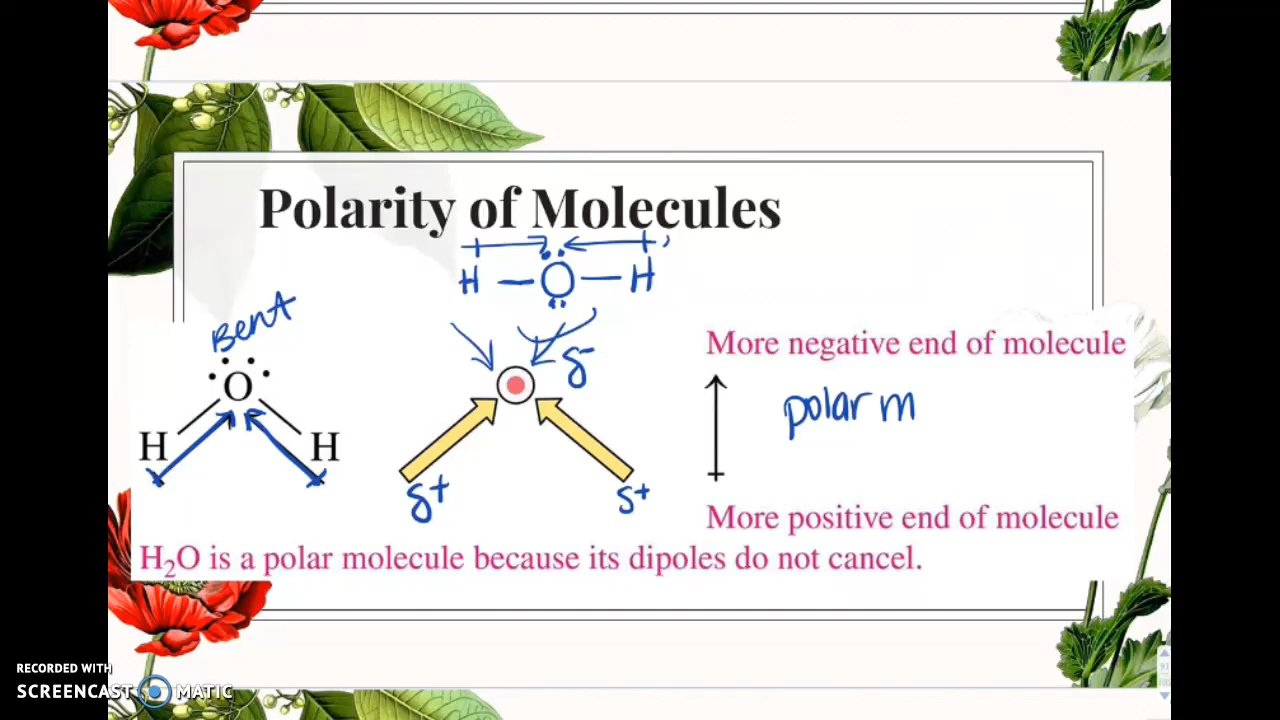 Polarity of Molecules
H - O - H
Bent
O
H H
δ-
δ+ δ+
More negative end of molecule
polar m
More positive end of molecule
H₂O is a polar molecule because its dipoles do not cancel.
RECORDED WITH
SCREENCAST MATIC